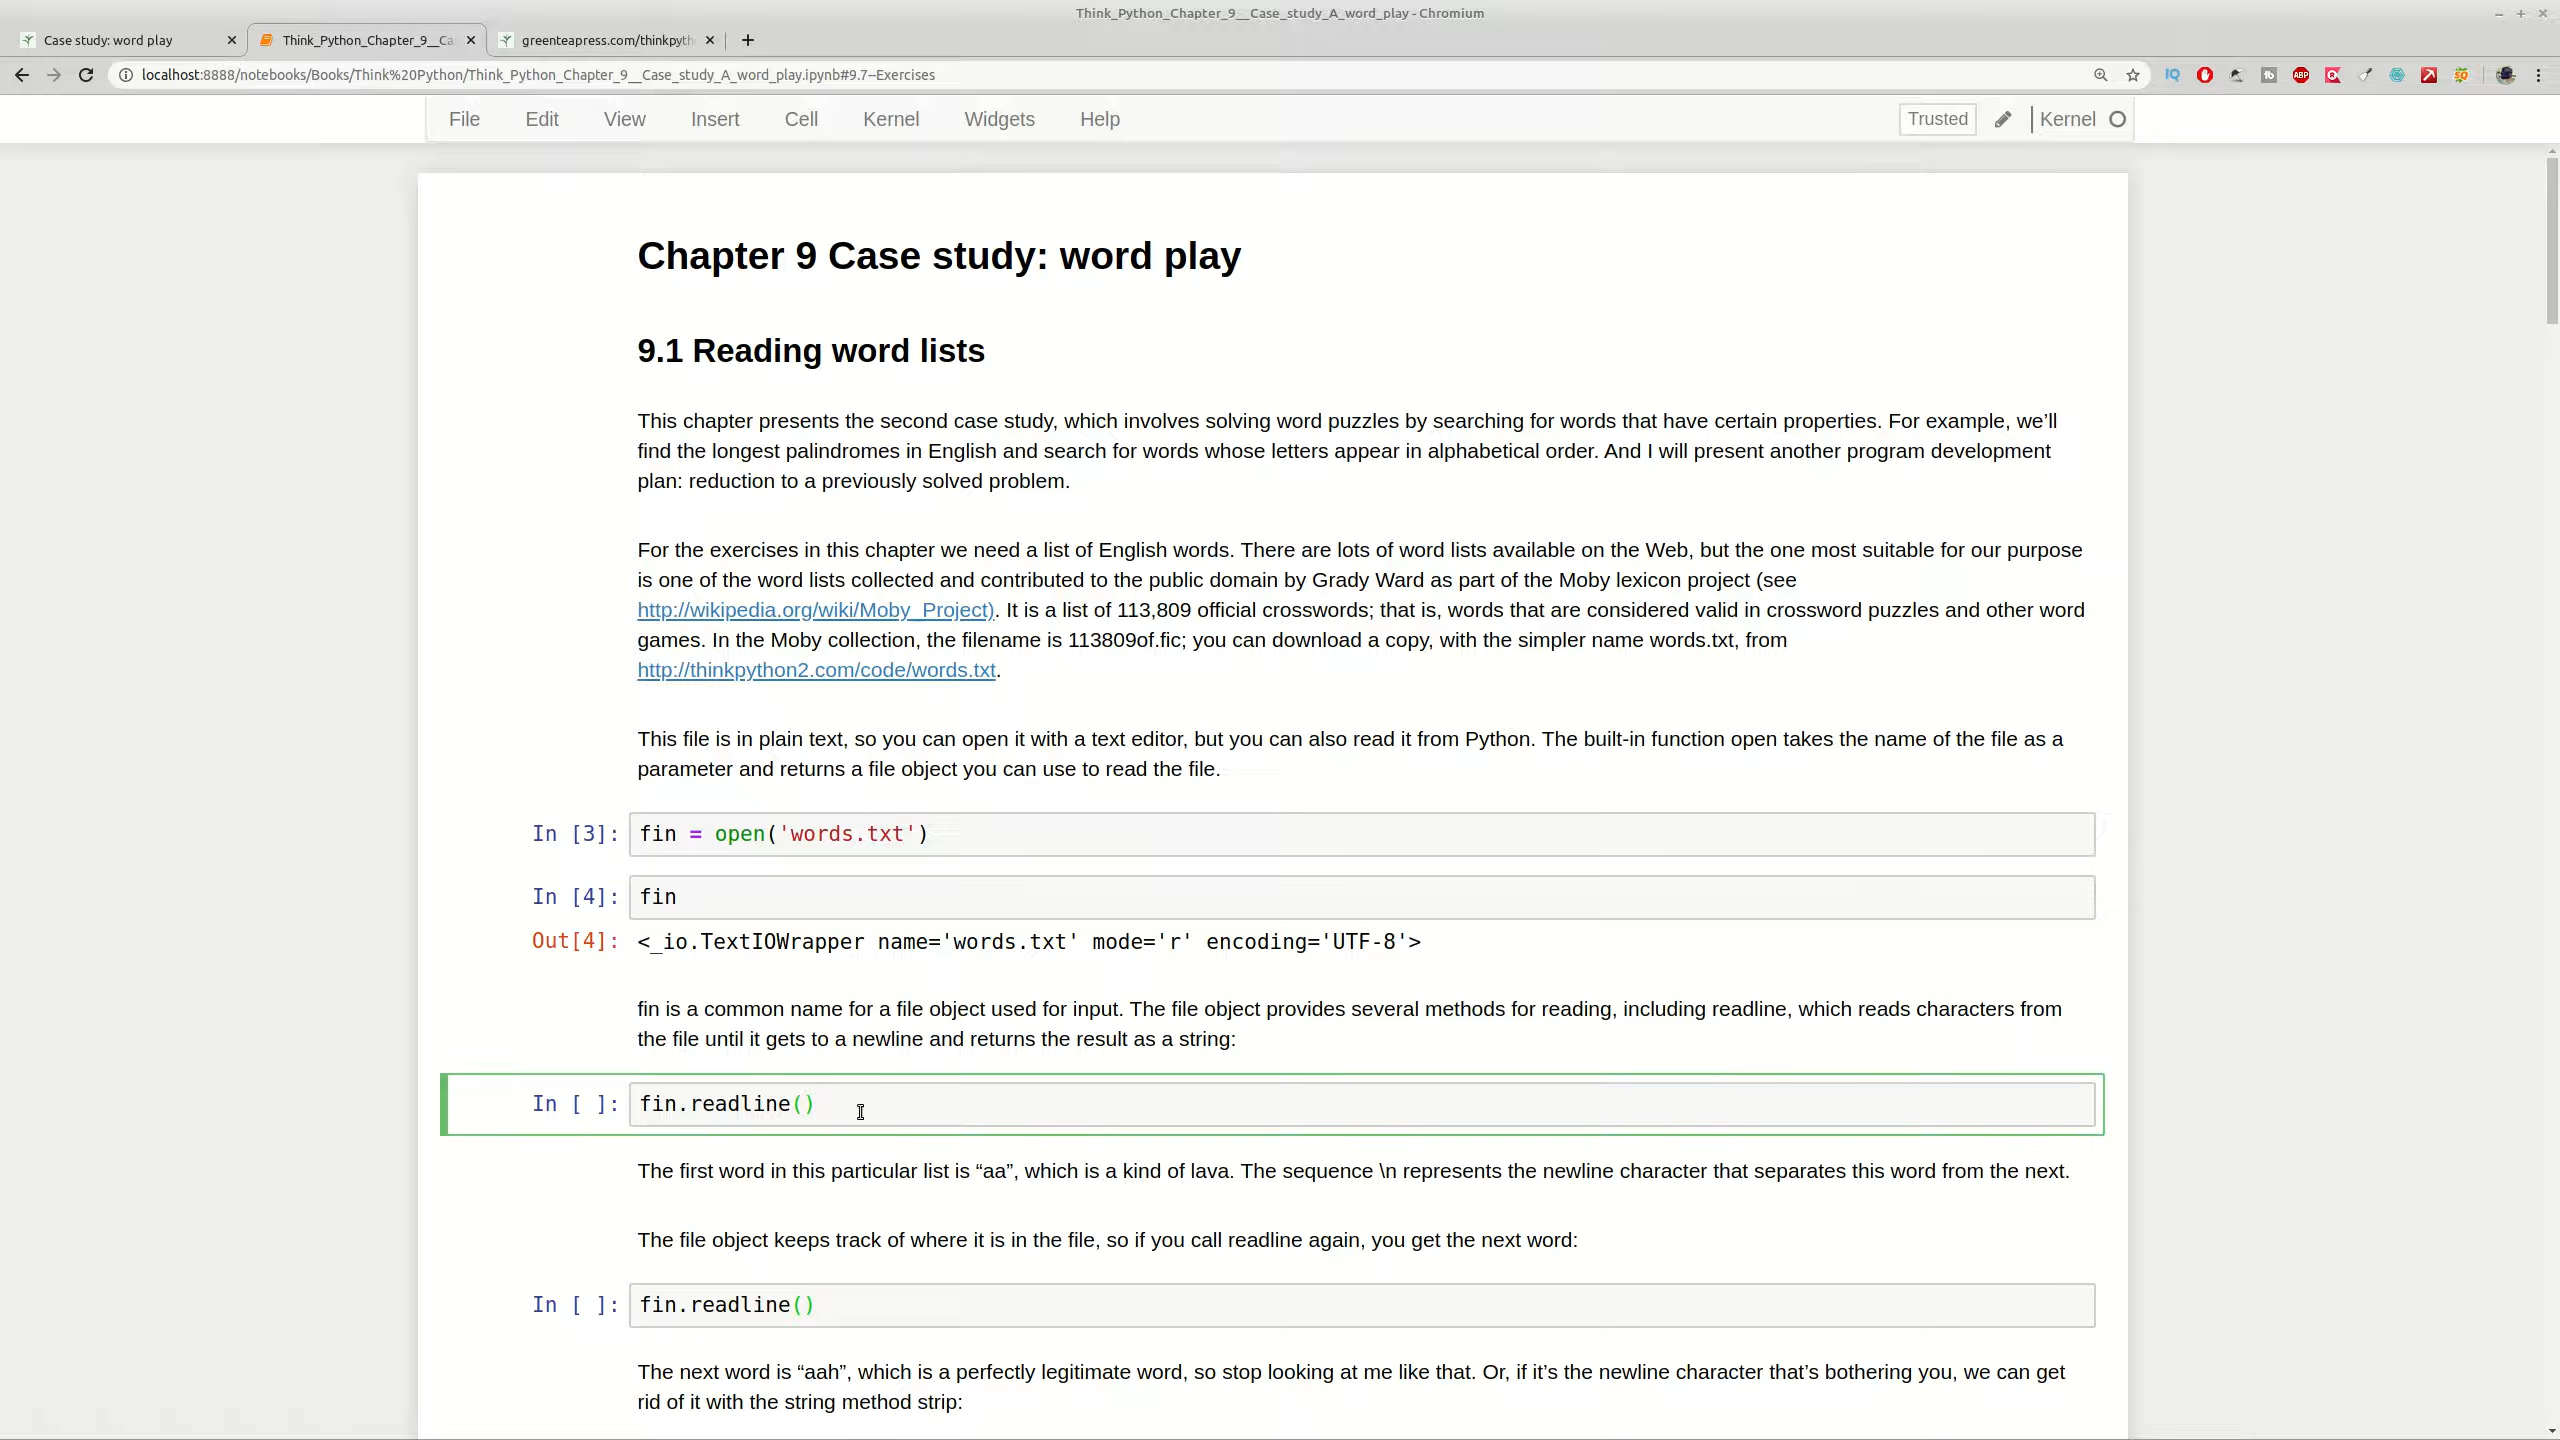 Think_Python_Chapter_9__Case_study_A_word_play - Chromium
Case study: word play
Think_Python_Chapter_9__Ca
greenteapress.com/thinkpyth
localhost:8888/notebooks/Books/Think%20Python/Think_Python_Chapter_9__Case_study_A_word_play.ipynb#9.7--Exercises
File Edit View Insert Cell Kernel Widgets Help Trusted Kernel
Chapter 9 Case study: word play
9.1 Reading word lists
This chapter presents the second case study, which involves solving word puzzles by searching for words that have certain properties. For example, we’ll
find the longest palindromes in English and search for words whose letters appear in alphabetical order. And I will present another program development
plan: reduction to a previously solved problem.
For the exercises in this chapter we need a list of English words. There are lots of word lists available on the Web, but the one most suitable for our purpose
is one of the word lists collected and contributed to the public domain by Grady Ward as part of the Moby lexicon project (see
http://wikipedia.org/wiki/Moby_Project). It is a list of 113,809 official crosswords; that is, words that are considered valid in crossword puzzles and other word
games. In the Moby collection, the filename is 113809of.fic; you can download a copy, with the simpler name words.txt, from
http://thinkpython2.com/code/words.txt.
This file is in plain text, so you can open it with a text editor, but you can also read it from Python. The built-in function open takes the name of the file as a
parameter and returns a file object you can use to read the file.
In [3]: fin = open('words.txt')
In [4]: fin
Out[4]: <_io.TextIOWrapper name='words.txt' mode='r' encoding='UTF-8'>
fin is a common name for a file object used for input. The file object provides several methods for reading, including readline, which reads characters from
the file until it gets to a newline and returns the result as a string:
In [ ]: fin.readline()
The first word in this particular list is “aa”, which is a kind of lava. The sequence \n represents the newline character that separates this word from the next.
The file object keeps track of where it is in the file, so if you call readline again, you get the next word:
In [ ]: fin.readline()
The next word is “aah”, which is a perfectly legitimate word, so stop looking at me like that. Or, if it’s the newline character that’s bothering you, we can get
rid of it with the string method strip: